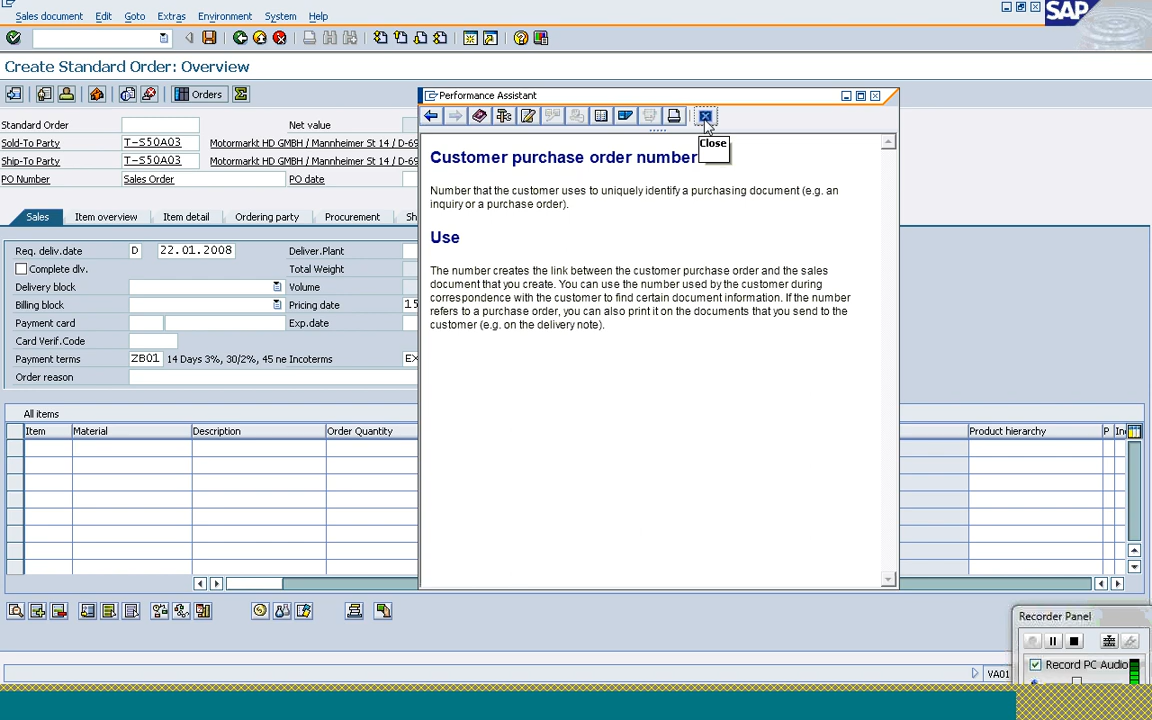 Sales document Edit Goto Extras Environment System Help
SAP
Create Standard Order: Overview
Orders
Performance Assistant
Close
Standard Order
Net value
Sold-To Party T-S50A03 Motormarkt HD GMBH / Mannheimer St 14 / D-69
Ship-To Party T-S50A03 Motormarkt HD GMBH / Mannheimer St 14 / D-69
PO Number Sales Order PO date
Sales Item overview Item detail Ordering party Procurement Sh
Req. deliv.date D 22.01.2008 Deliver.Plant
Complete dlv. Total Weight
Delivery block Volume
Billing block Pricing date 15
Payment card Exp.date
Card Verif.Code
Payment terms ZB01 14 Days 3%, 30/2%, 45 ne Incoterms EX
Order reason
Customer purchase order number
Number that the customer uses to uniquely identify a purchasing document (e.g. an
inquiry or a purchase order).
Use
The number creates the link between the customer purchase order and the sales
document that you create. You can use the number used by the customer during
correspondence with the customer to find certain document information. If the number
refers to a purchase order, you can also print it on the documents that you send to the
customer (e.g. on the delivery note).
All items
Item Material Description Order Quantity Product hierarchy P In
Recorder Panel
Record PC Audio
VA01